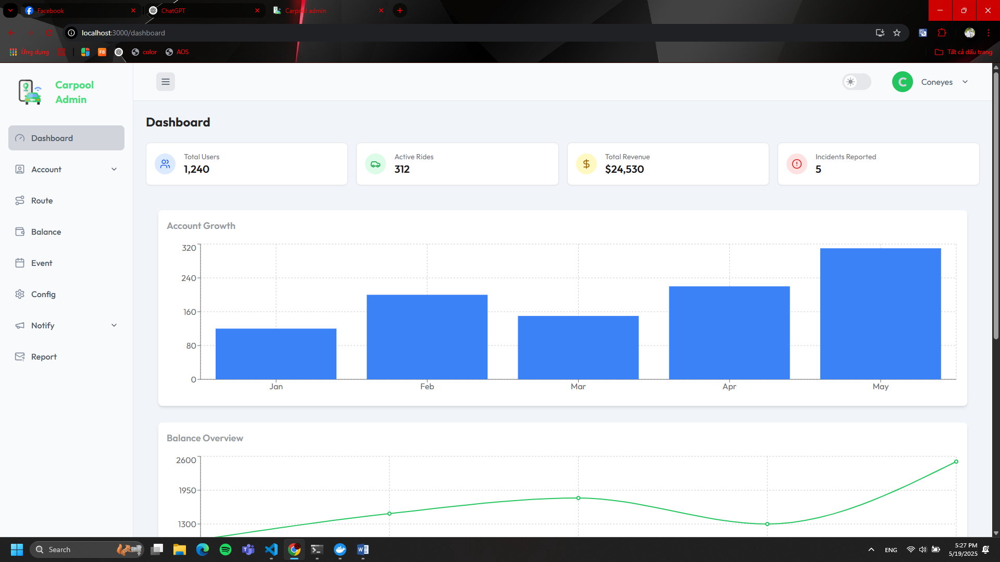 Facebook
ChatGPT
Carpool admin
localhost:3000/dashboard
Ứng dụng
F8
color
AOS
Tất cả dấu trang
Carpool
Admin
C
Coneyes
Dashboard
Account
Route
Balance
Event
Config
Notify
Report
Dashboard
Total Users
1,240
Active Rides
312
Total Revenue
$24,530
Incidents Reported
5
Account Growth
320
240
160
80
0
Jan
Feb
Mar
Apr
May
Balance Overview
2600
1950
1300
Search
ENG
5:27 PM
5/19/2025